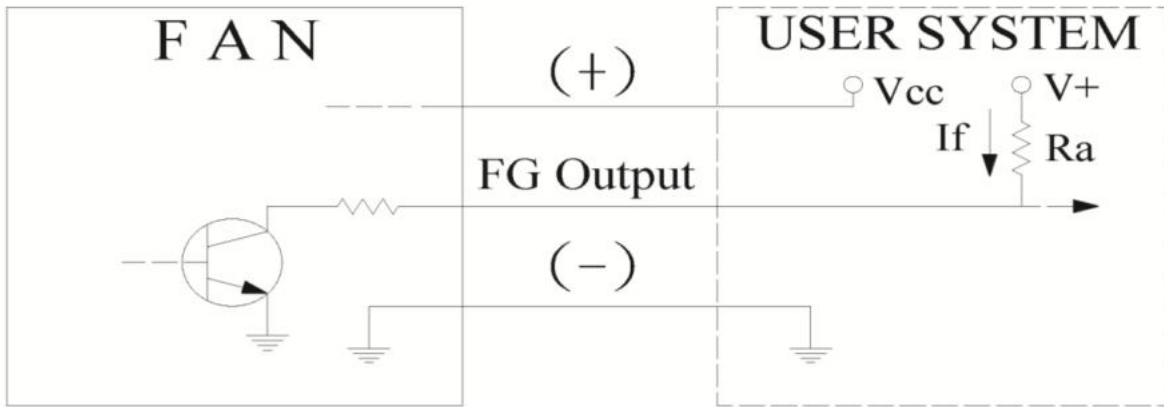 F A N
USER SYSTEM
(+)
Vcc
V+
If
Ra
FG Output
(−)